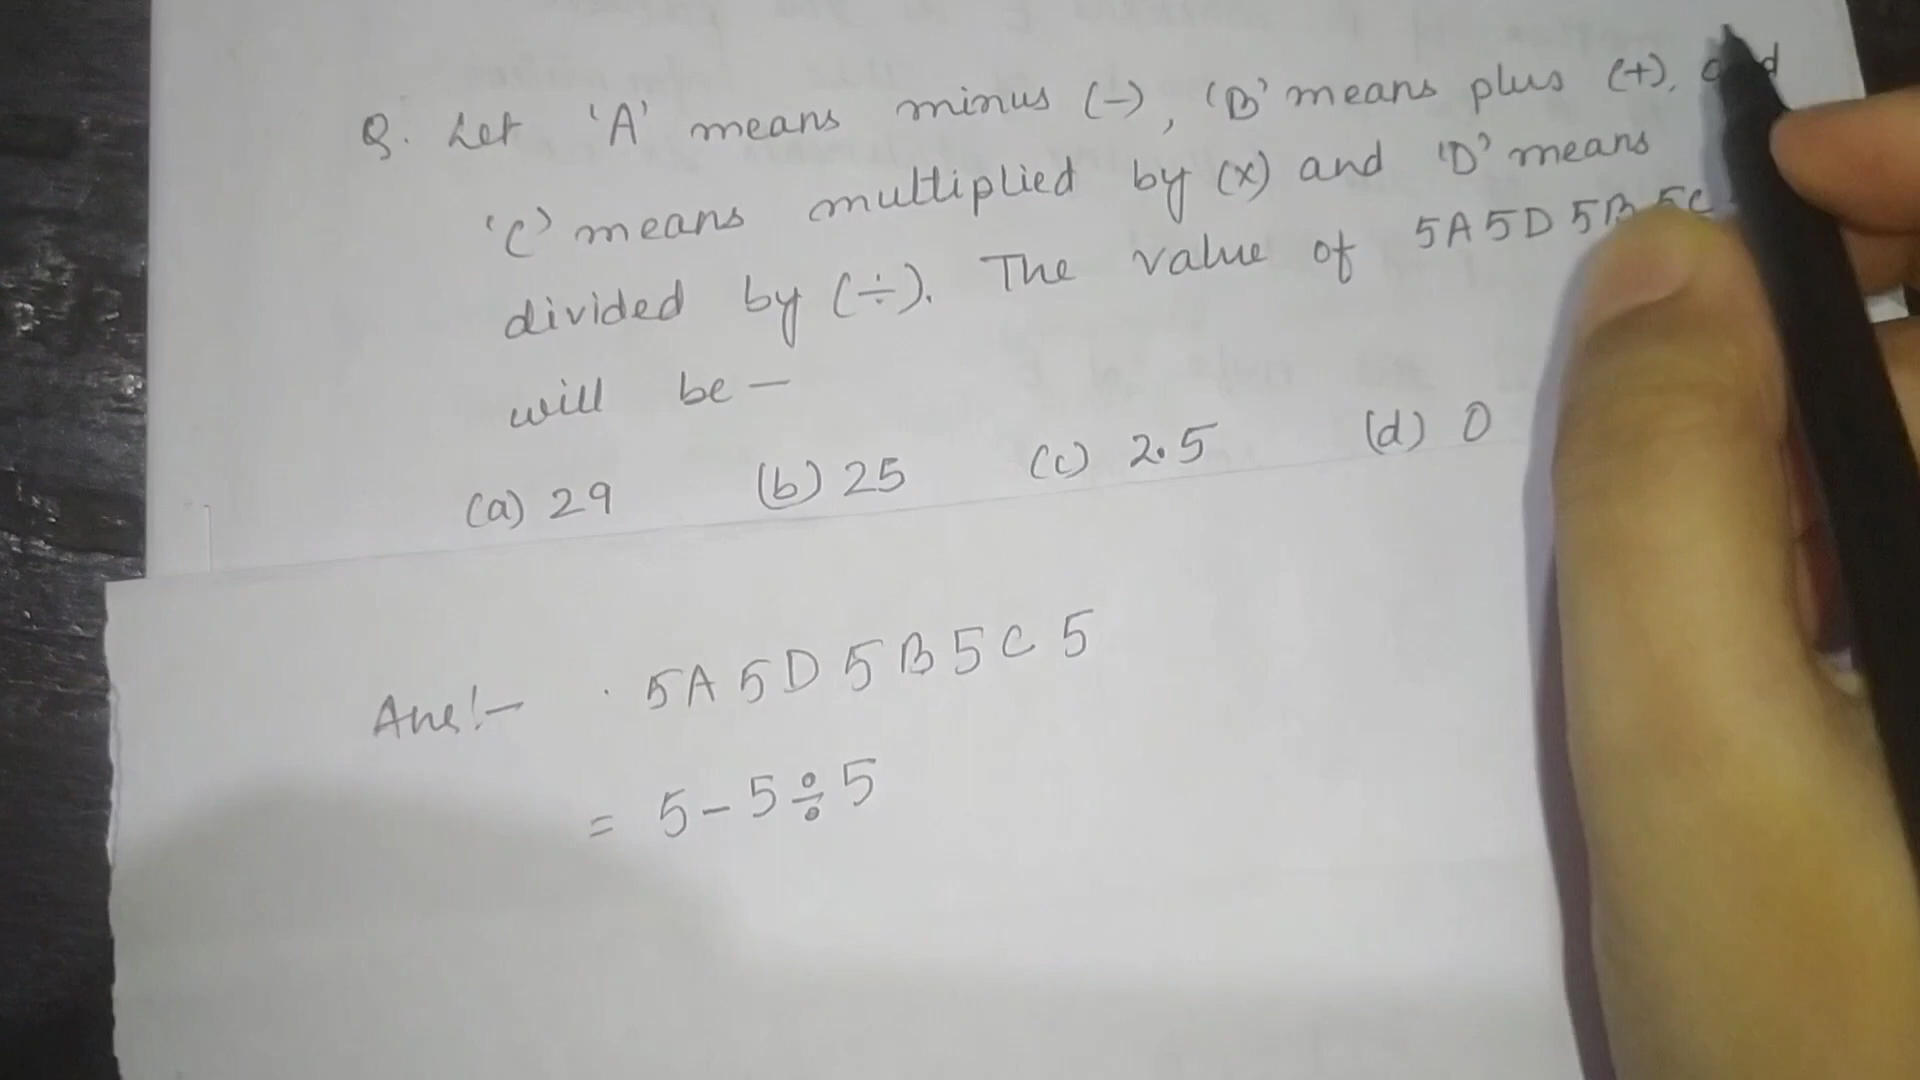 Q. Let 'A' means minus (-), 'B' means plus (+),
'C' means multiplied by (x) and 'D' means
divided by (÷). The value of 5A5D5B5C
will be —
(a) 29 (b) 25 (c) 2.5 (d) 0
Ans:- 5A5D5B5C5
= 5-5÷5